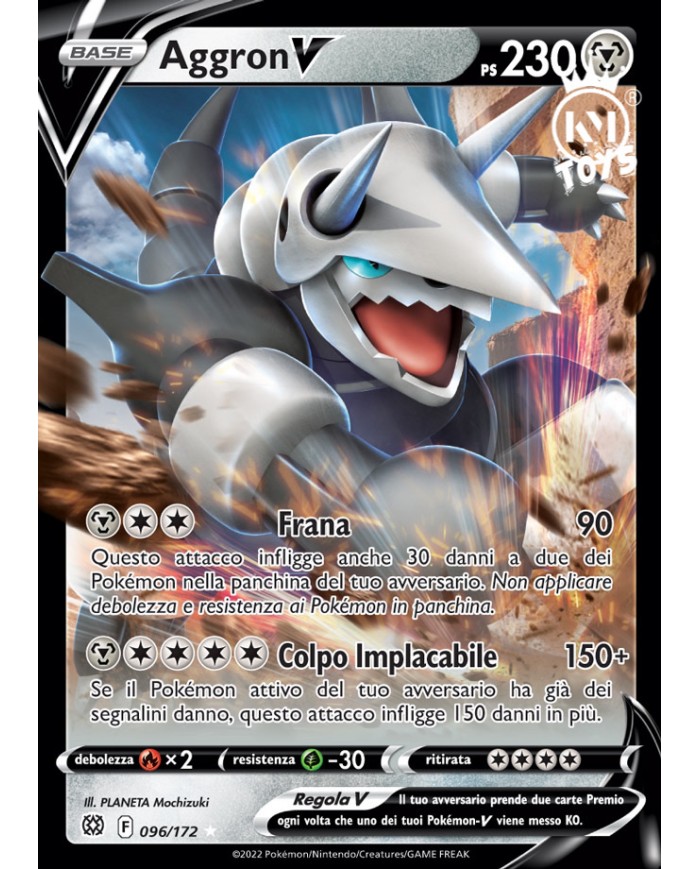 BASE
Aggron V
PS 230
KM
TOYS
®
Frana 90
Questo attacco infligge anche 30 danni a due dei
Pokémon nella panchina del tuo avversario. Non applicare
debolezza e resistenza ai Pokémon in panchina.
Colpo Implacabile 150+
Se il Pokémon attivo del tuo avversario ha già dei
segnalini danno, questo attacco infligge 150 danni in più.
debolezza ×2 resistenza -30 ritirata
Ill. PLANETA Mochizuki
Regola V Il tuo avversario prende due carte Premio
ogni volta che uno dei tuoi Pokémon-V viene messo KO.
F 096/172
©2022 Pokémon/Nintendo/Creatures/GAME FREAK